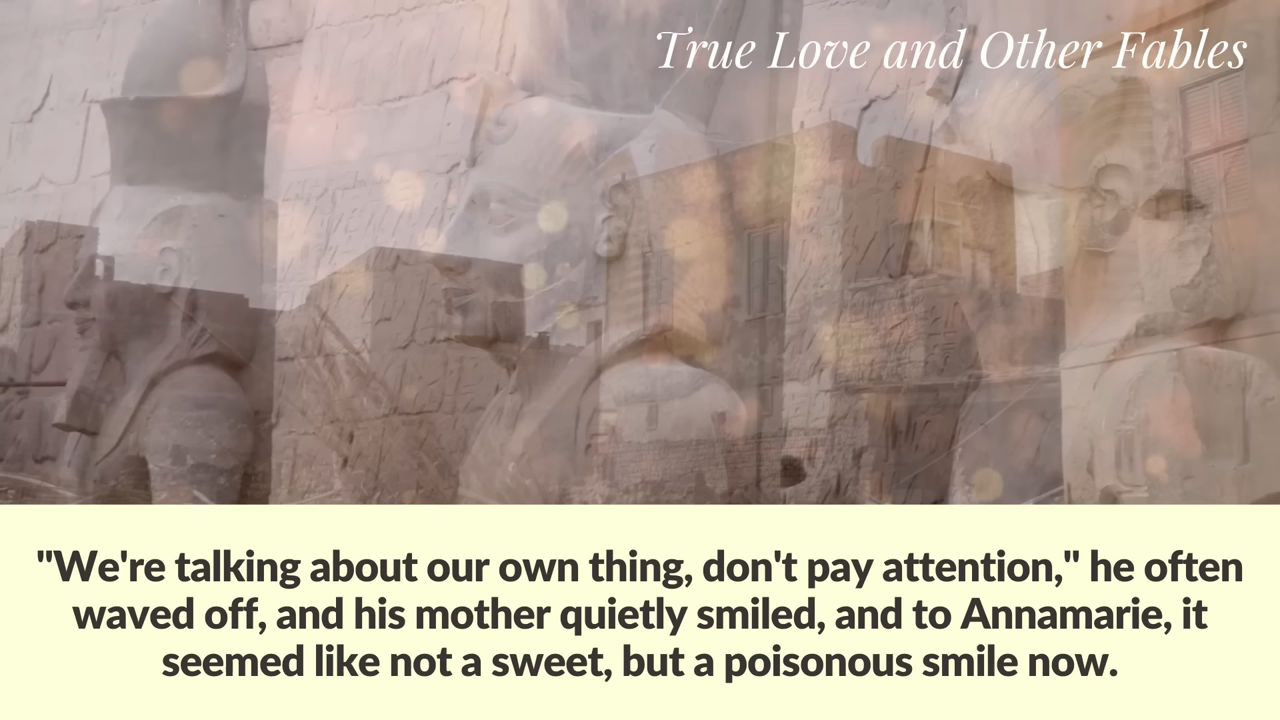 True Love and Other Fables
"We're talking about our own thing, don't pay attention," he often
waved off, and his mother quietly smiled, and to Annamarie, it
seemed like not a sweet, but a poisonous smile now.